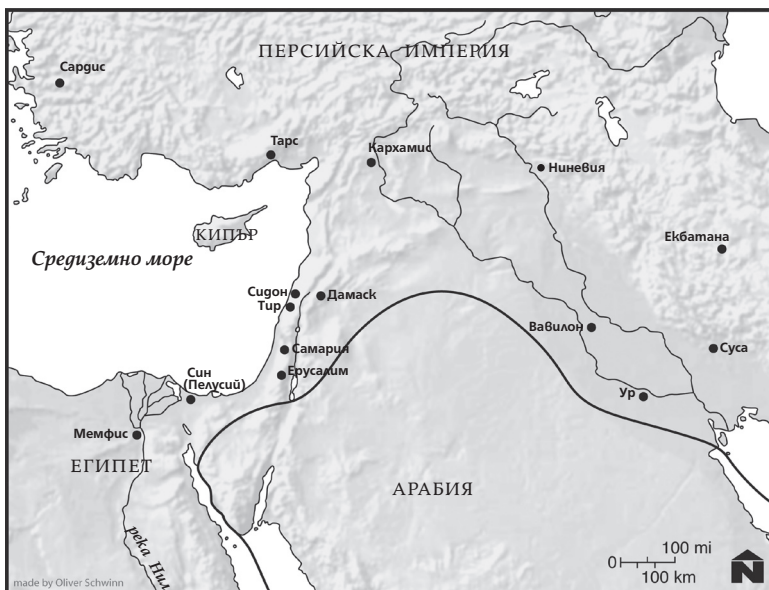 ПЕРСИЙСКА ИМПЕРИЯ
Сардис
Тарс
Кархамис
Ниневия
КИПЪР
Екбатана
Средиземно море
Сидон
Дамаск
Тир
Вавилон
Самария
Суса
Син
(Пелусий)
Ерусалим
Ур
Мемфис
ЕГИПЕТ
АРАБИЯ
река Нил
0
100 mi
100 km
N
made by Oliver Schwinn